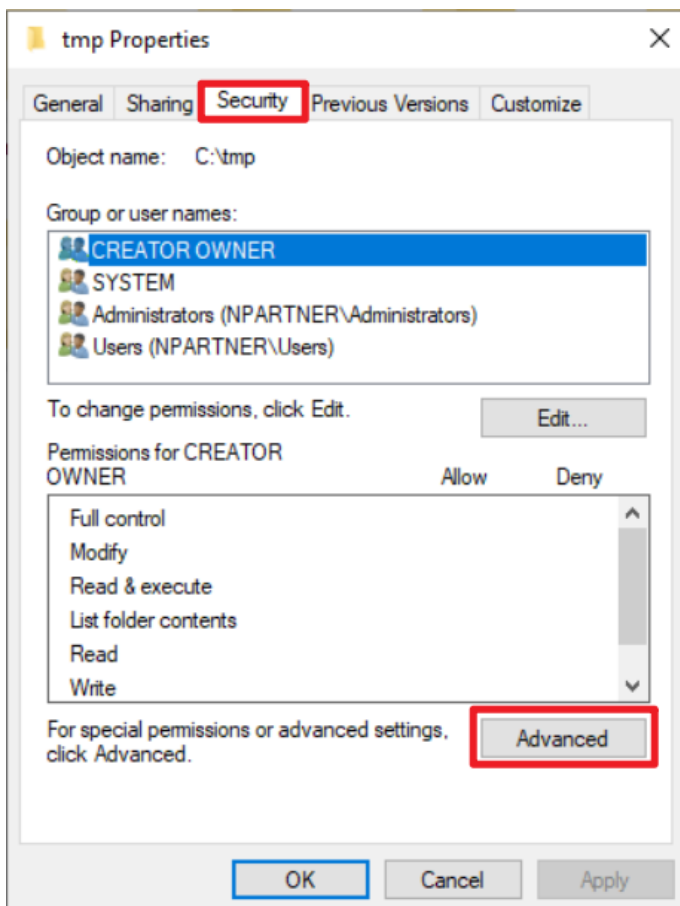 tmp Properties
General Sharing Security Previous Versions Customize
Object name: C:\tmp
Group or user names:
CREATOR OWNER
SYSTEM
Administrators (NPARTNER\Administrators)
Users (NPARTNER\Users)
To change permissions, click Edit.
Edit...
Permissions for CREATOR
OWNER Allow Deny
Full control
Modify
Read & execute
List folder contents
Read
Write
For special permissions or advanced settings,
click Advanced.
Advanced
OK Cancel Apply